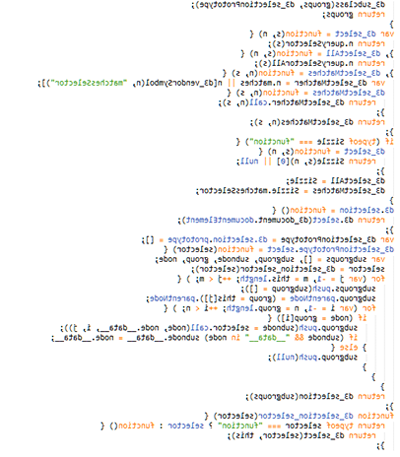 d3_subclass(groups, d3_selectionPrototype);
return groups;
}
var d3_select = function(s, n) {
return n.querySelector(s);
}, d3_selectAll = function(s, n) {
return n.querySelectorAll(s);
}, d3_selectMatches = function(n, s) {
var d3_selectMatcher = n.matches || n[d3_vendorSymbol(n, "matchesSelector")];
d3_selectMatches = function(n, s) {
return d3_selectMatcher.call(n, s);
};
return d3_selectMatches(n, s);
};
if (typeof Sizzle === "function") {
d3_select = function(s, n) {
return Sizzle(s, n)[0] || null;
};
d3_selectAll = Sizzle;
d3_selectMatches = Sizzle.matchesSelector;
}
d3.selection = function() {
return d3.select(d3_document.documentElement);
};
var d3_selectionPrototype = d3.selection.prototype = [];
d3_selectionPrototype.select = function(selector) {
var subgroups = [], subgroup, subnode, group, node;
selector = d3_selection_selector(selector);
for (var j = -1, m = this.length; ++j < m; ) {
subgroups.push(subgroup = []);
subgroup.parentNode = (group = this[j]).parentNode;
for (var i = -1, n = group.length; ++i < n; ) {
if (node = group[i]) {
subgroup.push(subnode = selector.call(node, node.__data__, i, j));
if (subnode && "__data__" in node) subnode.__data__ = node.__data__;
} else {
subgroup.push(null);
}
}
}
return d3_selection(subgroups);
};
function d3_selection_selector(selector) {
return typeof selector === "function" ? selector : function() {
return d3_select(selector, this);
};